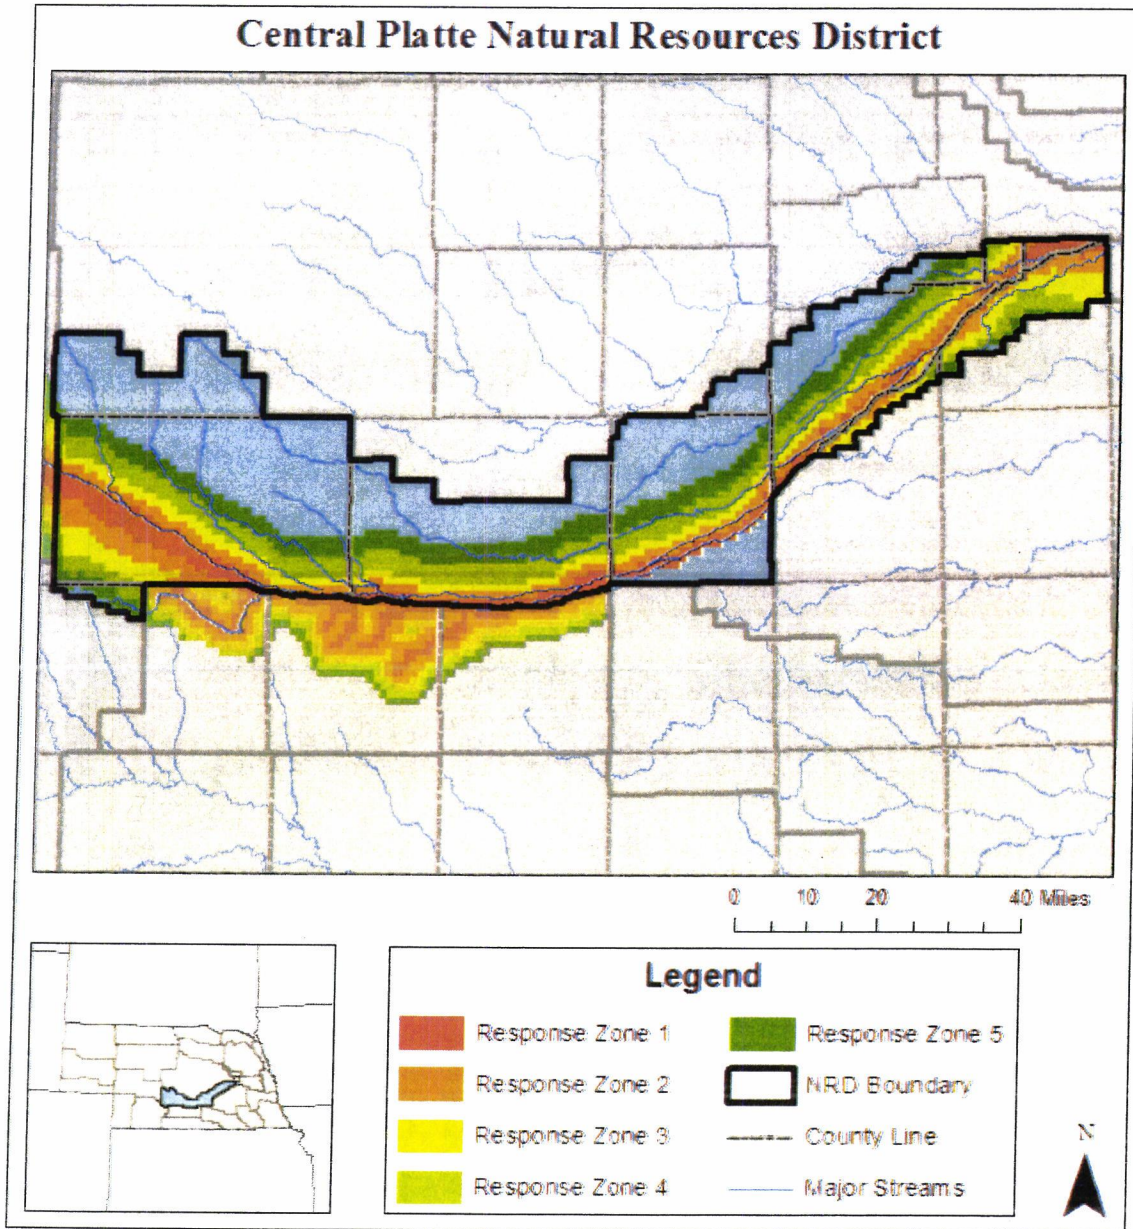 Central Platte Natural Resources District
0 10 20 40 Miles
Legend
Response Zone 1
Response Zone 2
Response Zone 3
Response Zone 4
Response Zone 5
NRD Boundary
County Line
Major Streams
N